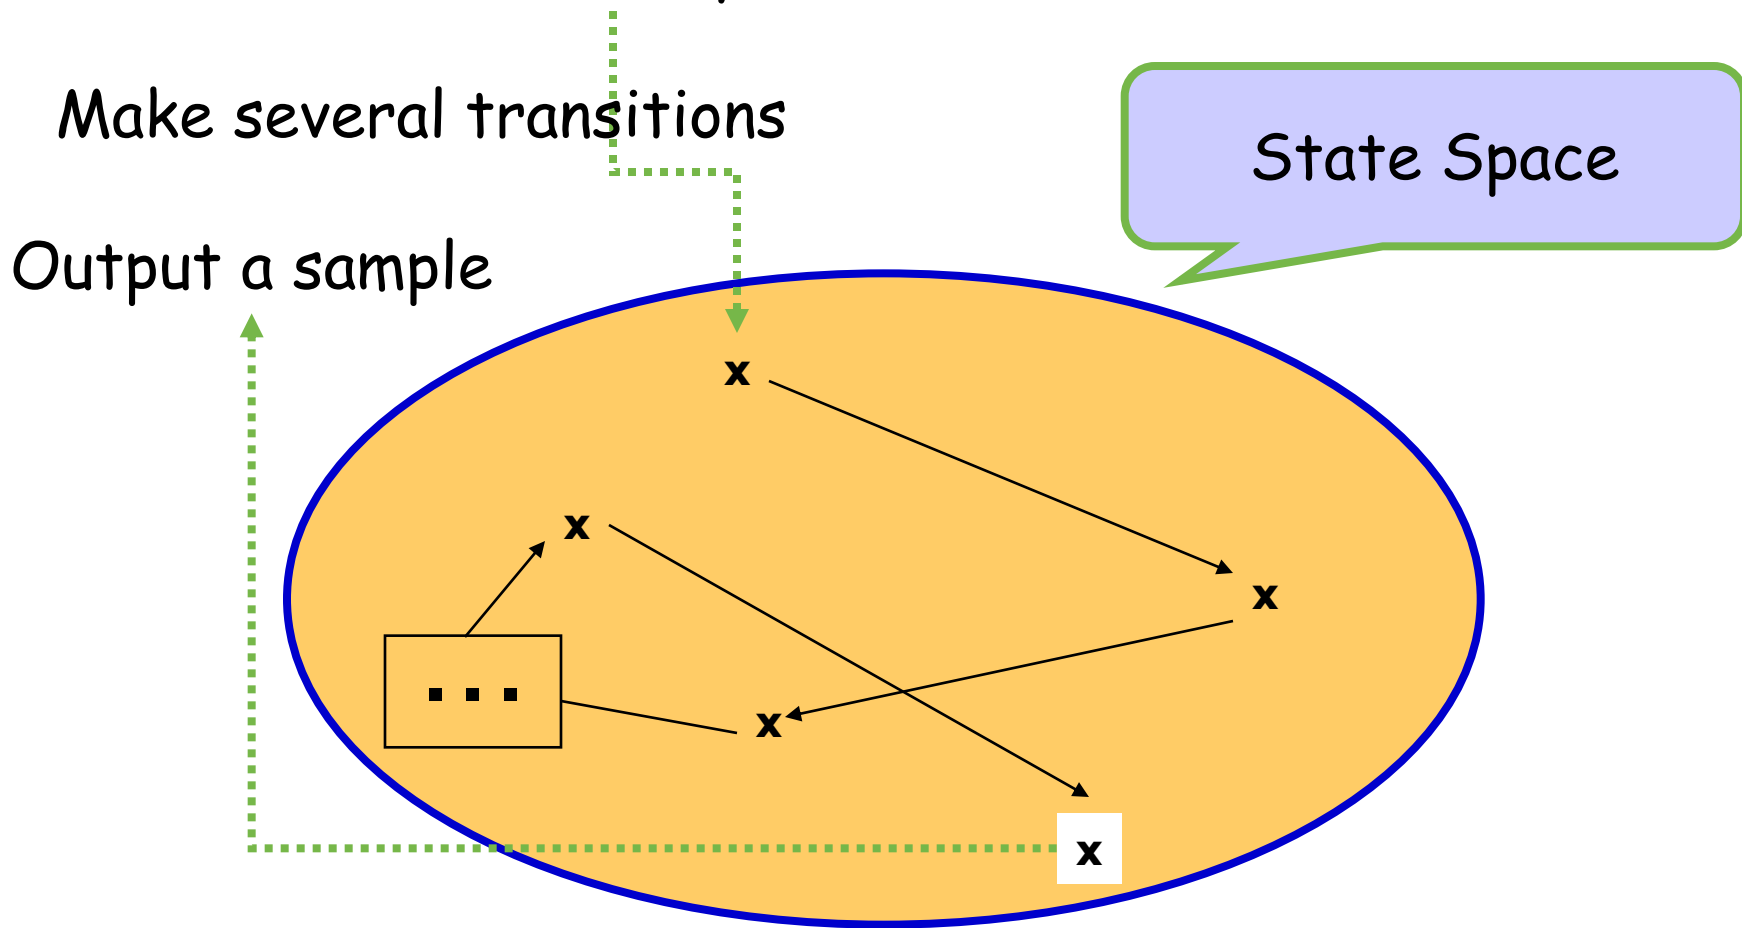 Make several transitions
State Space
Output a sample
x
x
x
...
x
x